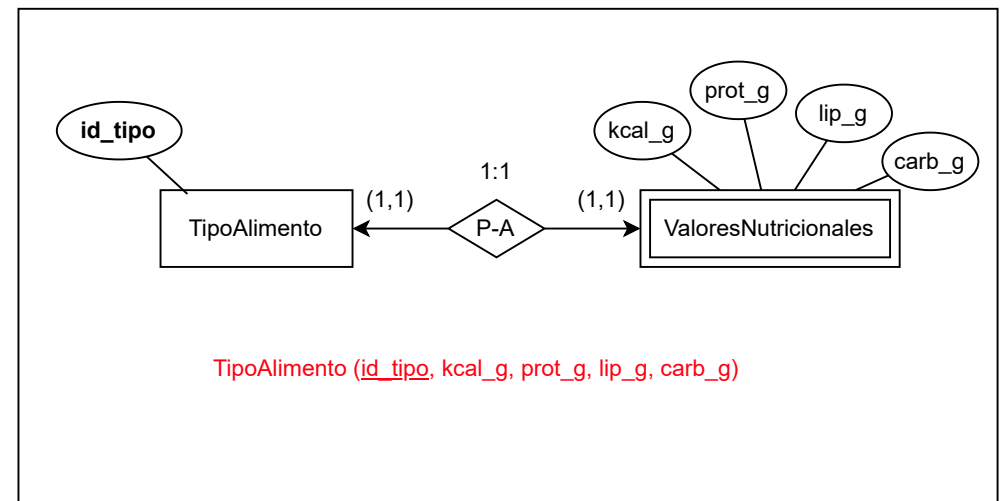 prot_g
lip_g
id_tipo
kcal_g
carb_g
1:1
(1,1)
(1,1)
TipoAlimento
P-A
ValoresNutricionales
TipoAlimento (id_tipo, kcal_g, prot_g, lip_g, carb_g)